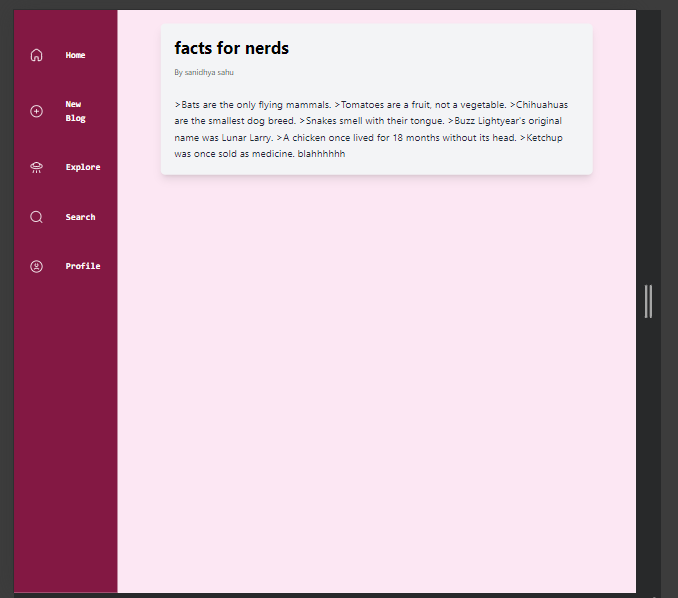 Home
New
Blog
Explore
Search
Profile
facts for nerds
By sanidhya sahu
>Bats are the only flying mammals. >Tomatoes are a fruit, not a vegetable. >Chihuahuas
are the smallest dog breed. >Snakes smell with their tongue. >Buzz Lightyear's original
name was Lunar Larry. >A chicken once lived for 18 months without its head. >Ketchup
was once sold as medicine. blahhhhhh